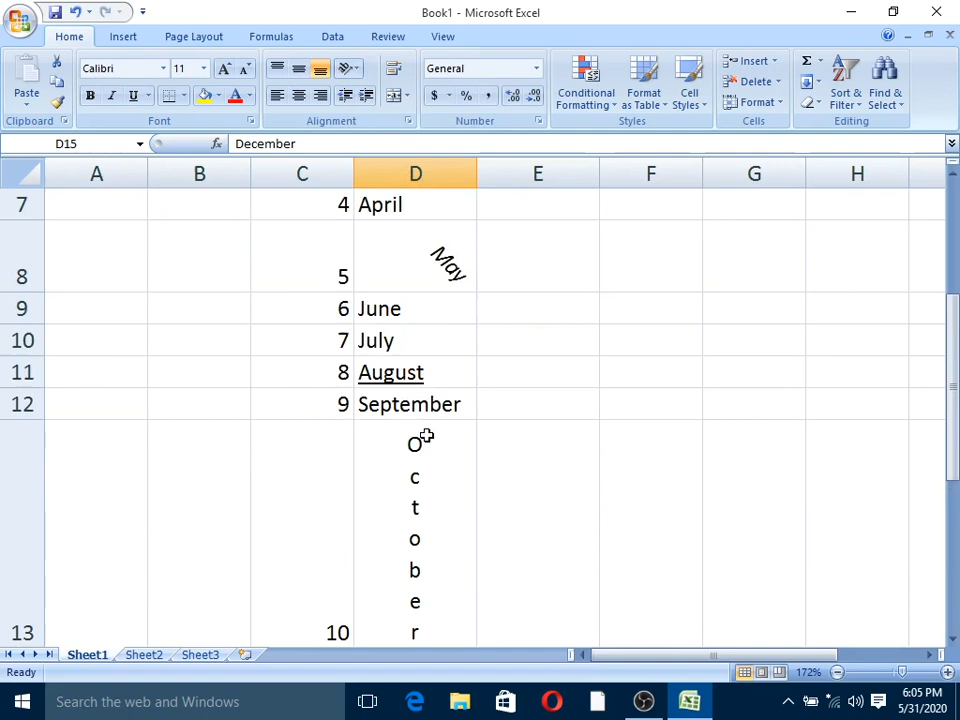 Book1 - Microsoft Excel
Home Insert Page Layout Formulas Data Review View
Paste
Calibri 11
B I U
General
$ % ,
Conditional Formatting
Format as Table
Cell Styles
Insert
Delete
Format
Sort & Filter
Find & Select
Clipboard Font Alignment Number Styles Cells Editing
D15 fx December
A B C D E F G H
7 4 April
8 5 May
9 6 June
10 7 July
11 8 August
12 9 September
13 10 October
Sheet1 Sheet2 Sheet3
Ready 172%
Search the web and Windows
6:05 PM
5/31/2020